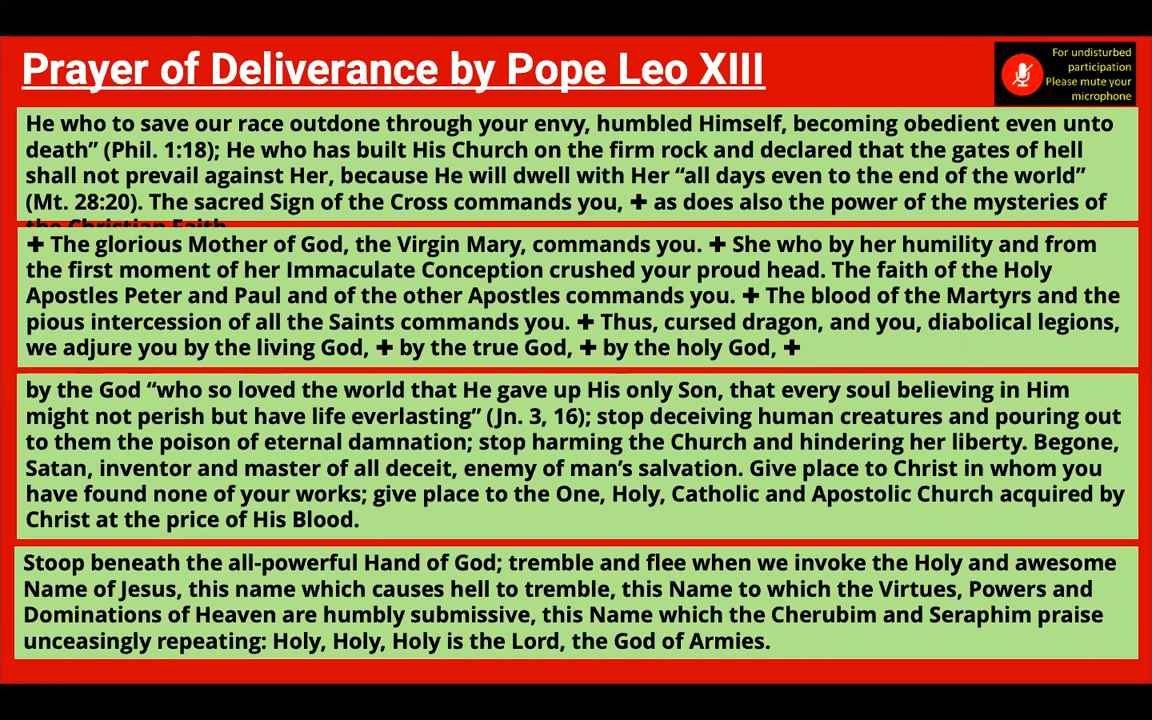 Prayer of Deliverance by Pope Leo XIII
For undisturbed
participation
Please mute your
microphone
He who to save our race outdone through your envy, humbled Himself, becoming obedient even unto
death” (Phil. 1:18); He who has built His Church on the firm rock and declared that the gates of hell
shall not prevail against Her, because He will dwell with Her “all days even to the end of the world”
(Mt. 28:20). The sacred Sign of the Cross commands you, ✚ as does also the power of the mysteries of
the Christian Faith.
✚ The glorious Mother of God, the Virgin Mary, commands you. ✚ She who by her humility and from
the first moment of her Immaculate Conception crushed your proud head. The faith of the Holy
Apostles Peter and Paul and of the other Apostles commands you. ✚ The blood of the Martyrs and the
pious intercession of all the Saints commands you. ✚ Thus, cursed dragon, and you, diabolical legions,
we adjure you by the living God, ✚ by the true God, ✚ by the holy God, ✚
by the God “who so loved the world that He gave up His only Son, that every soul believing in Him
might not perish but have life everlasting” (Jn. 3, 16); stop deceiving human creatures and pouring out
to them the poison of eternal damnation; stop harming the Church and hindering her liberty. Begone,
Satan, inventor and master of all deceit, enemy of man’s salvation. Give place to Christ in whom you
have found none of your works; give place to the One, Holy, Catholic and Apostolic Church acquired by
Christ at the price of His Blood.
Stoop beneath the all-powerful Hand of God; tremble and flee when we invoke the Holy and awesome
Name of Jesus, this name which causes hell to tremble, this Name to which the Virtues, Powers and
Dominations of Heaven are humbly submissive, this Name which the Cherubim and Seraphim praise
unceasingly repeating: Holy, Holy, Holy is the Lord, the God of Armies.